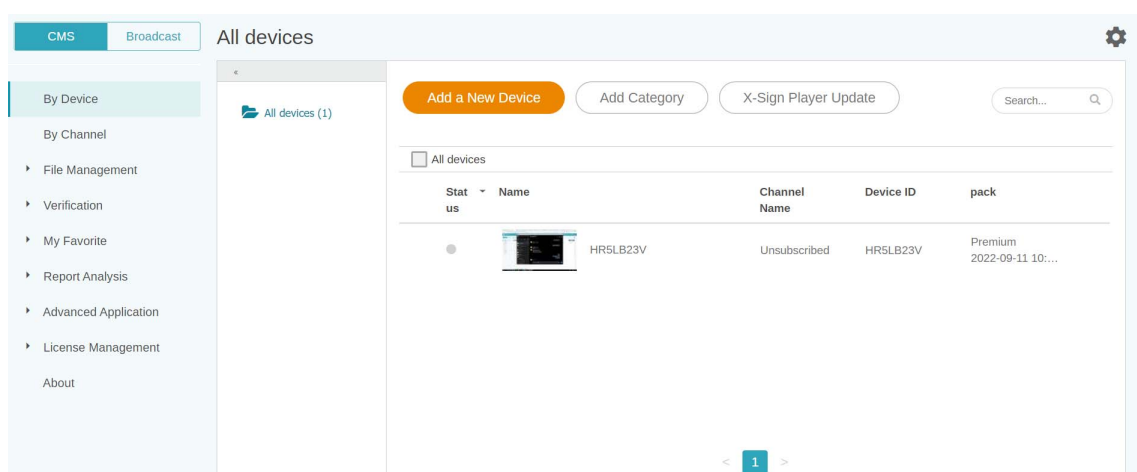 CMS
Broadcast
All devices
By Device
By Channel
File Management
Verification
My Favorite
Report Analysis
Advanced Application
License Management
About
«
All devices (1)
Add a New Device
Add Category
X-Sign Player Update
Search...
All devices
Stat
us
Name
Channel
Name
Device ID
pack
HR5LB23V
Unsubscribed
HR5LB23V
Premium
2022-09-11 10:...
< 1 >